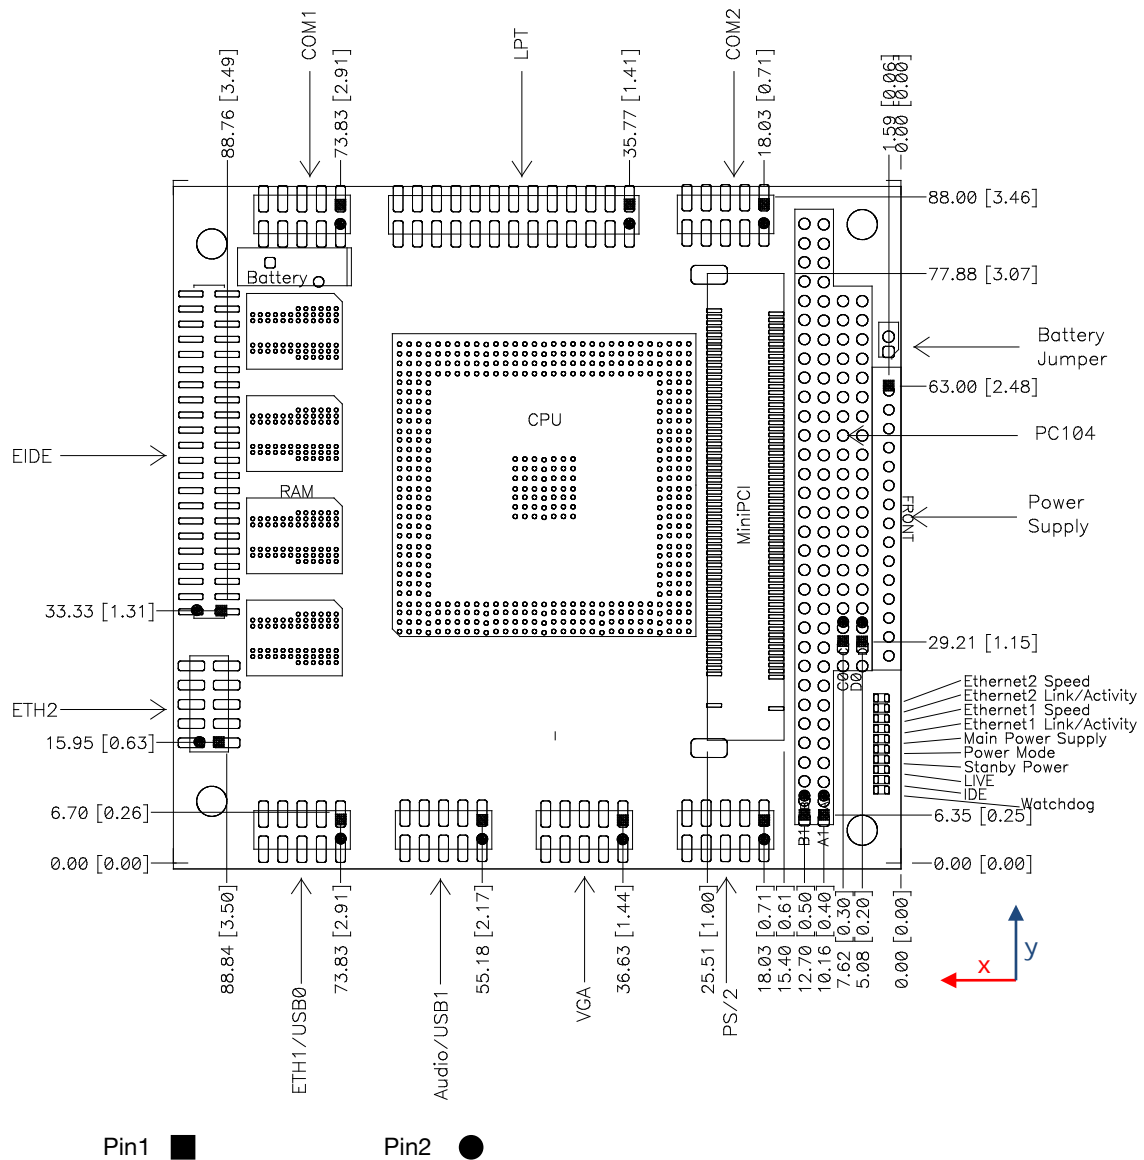 COM1
LPT
COM2
88.76 [3.49]
73.83 [2.91]
35.77 [1.41]
18.03 [0.71]
1.59 [0.06]
0.00 [0.00]
88.00 [3.46]
77.88 [3.07]
Battery
Battery
Jumper
63.00 [2.48]
CPU
PC104
EIDE
RAM
MiniPCI
FRONT
Power
Supply
33.33 [1.31]
29.21 [1.15]
C0
D0
Ethernet2 Speed
Ethernet2 Link/Activity
Ethernet1 Speed
Ethernet1 Link/Activity
Main Power Supply
Power Mode
Stanby Power
LIVE
IDE
Watchdog
ETH2
15.95 [0.63]
6.70 [0.26]
B1
A1
6.35 [0.25]
0.00 [0.00]
0.00 [0.00]
88.84 [3.50]
73.83 [2.91]
55.18 [2.17]
36.63 [1.44]
25.51 [1.00]
18.03 [0.71]
15.40 [0.61]
12.70 [0.50]
10.16 [0.40]
7.62 [0.30]
5.08 [0.20]
0.00 [0.00]
ETH1/USB0
Audio/USB1
VGA
PS/2
x
y
Pin1
Pin2